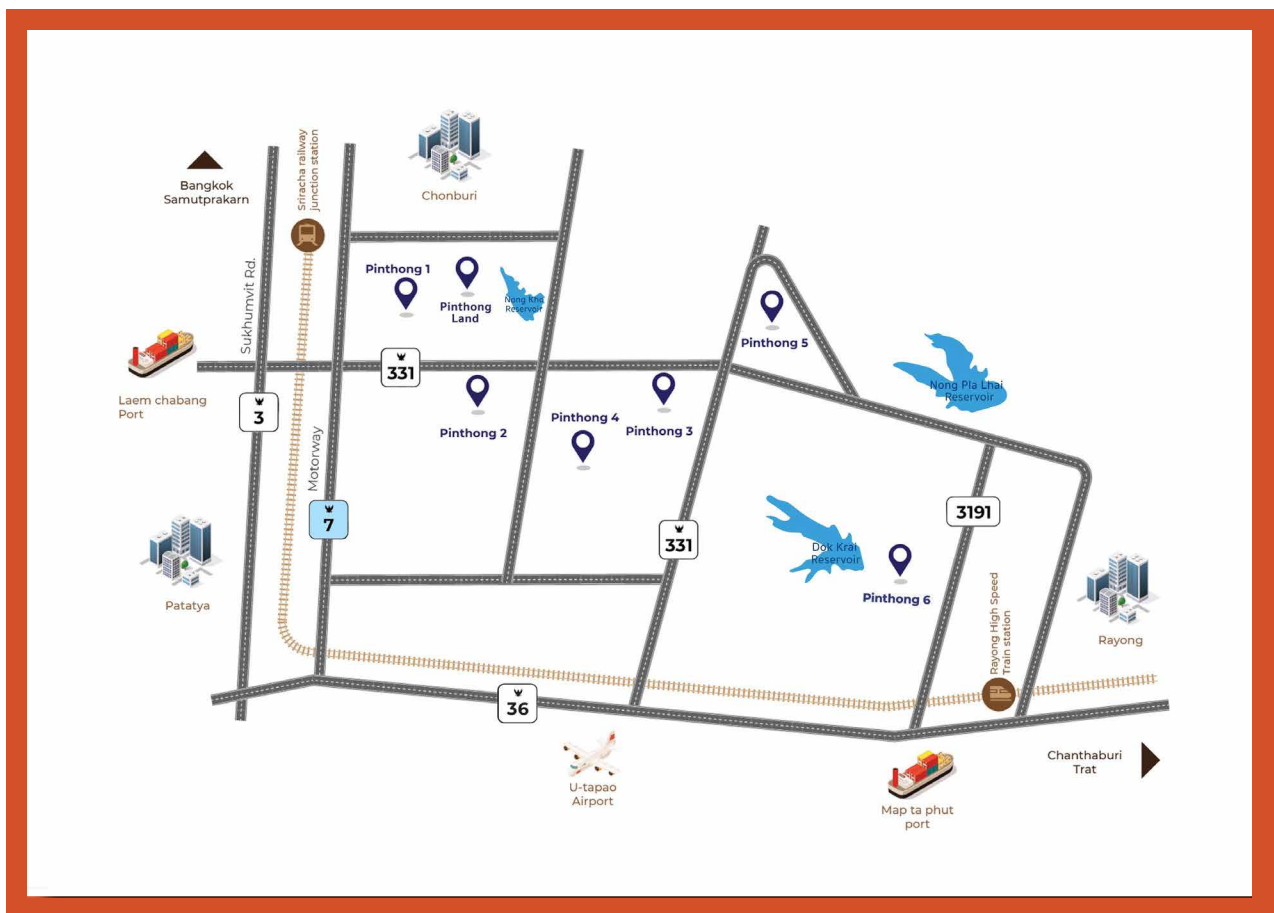 Sriracha railway
junction station
Bangkok
Samutprakarn
Chonburi
Sukhumvit Rd.
Pinthong 1
Pinthong
Land
Nong Kho
Reservoir
Pinthong 5
331
Laem chabang
Port
3
Nong Pla Lhai
Reservoir
Pinthong 2
Pinthong 4
Pinthong 3
Motorway
7
3191
331
Dok Krai
Reservoir
Pinthong 6
Patatya
Rayong High Speed
Train station
Rayong
36
U-tapao
Airport
Chanthaburi
Trat
Map ta phut
port